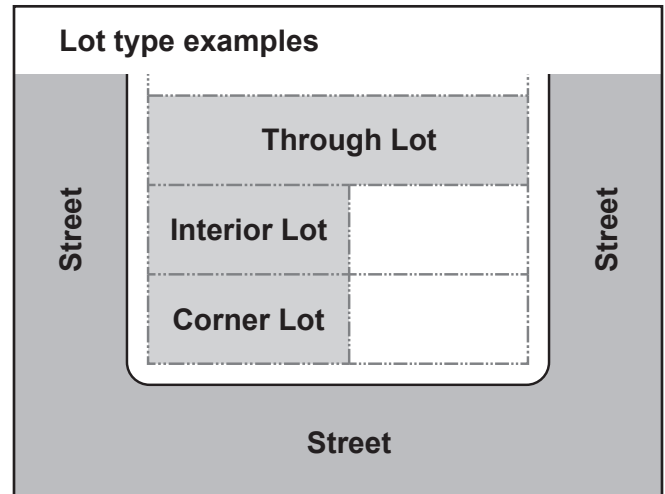 Lot type examples
Through Lot
Street
Interior Lot
Street
Corner Lot
Street